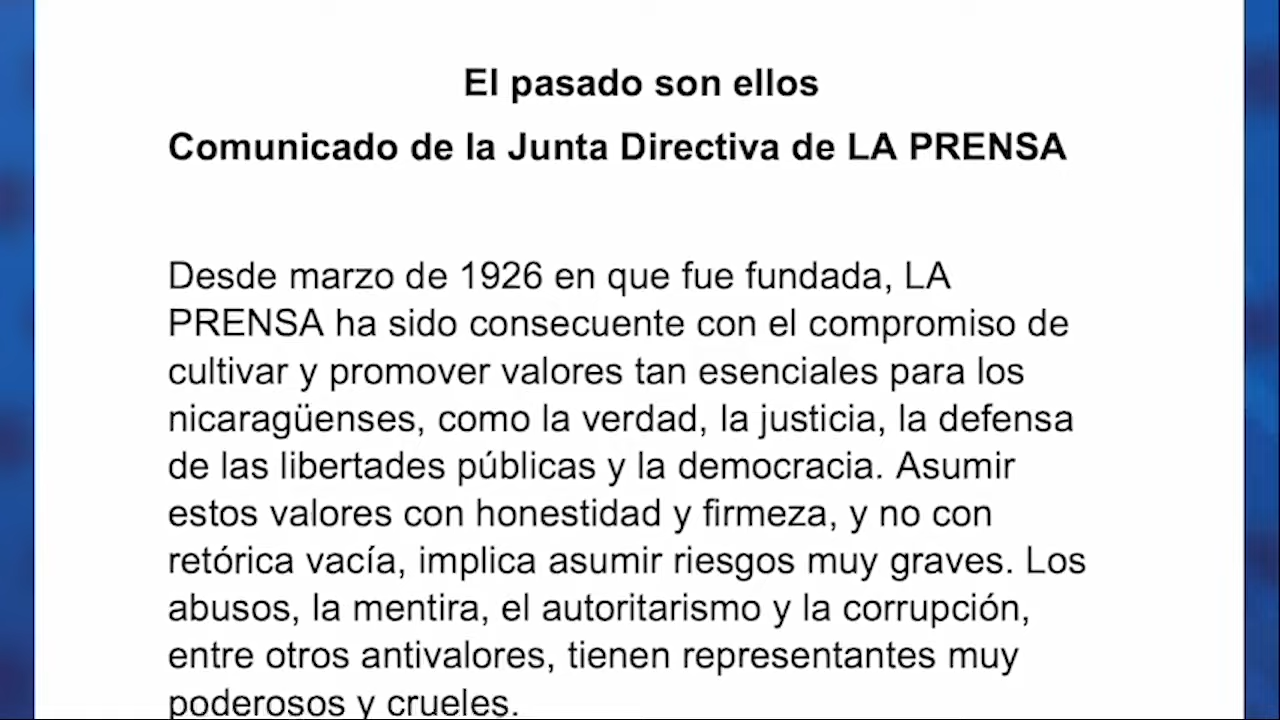 El pasado son ellos
Comunicado de la Junta Directiva de LA PRENSA
Desde marzo de 1926 en que fue fundada, LA
PRENSA ha sido consecuente con el compromiso de
cultivar y promover valores tan esenciales para los
nicaragüenses, como la verdad, la justicia, la defensa
de las libertades públicas y la democracia. Asumir
estos valores con honestidad y firmeza, y no con
retórica vacía, implica asumir riesgos muy graves. Los
abusos, la mentira, el autoritarismo y la corrupción,
entre otros antivalores, tienen representantes muy
poderosos y crueles.